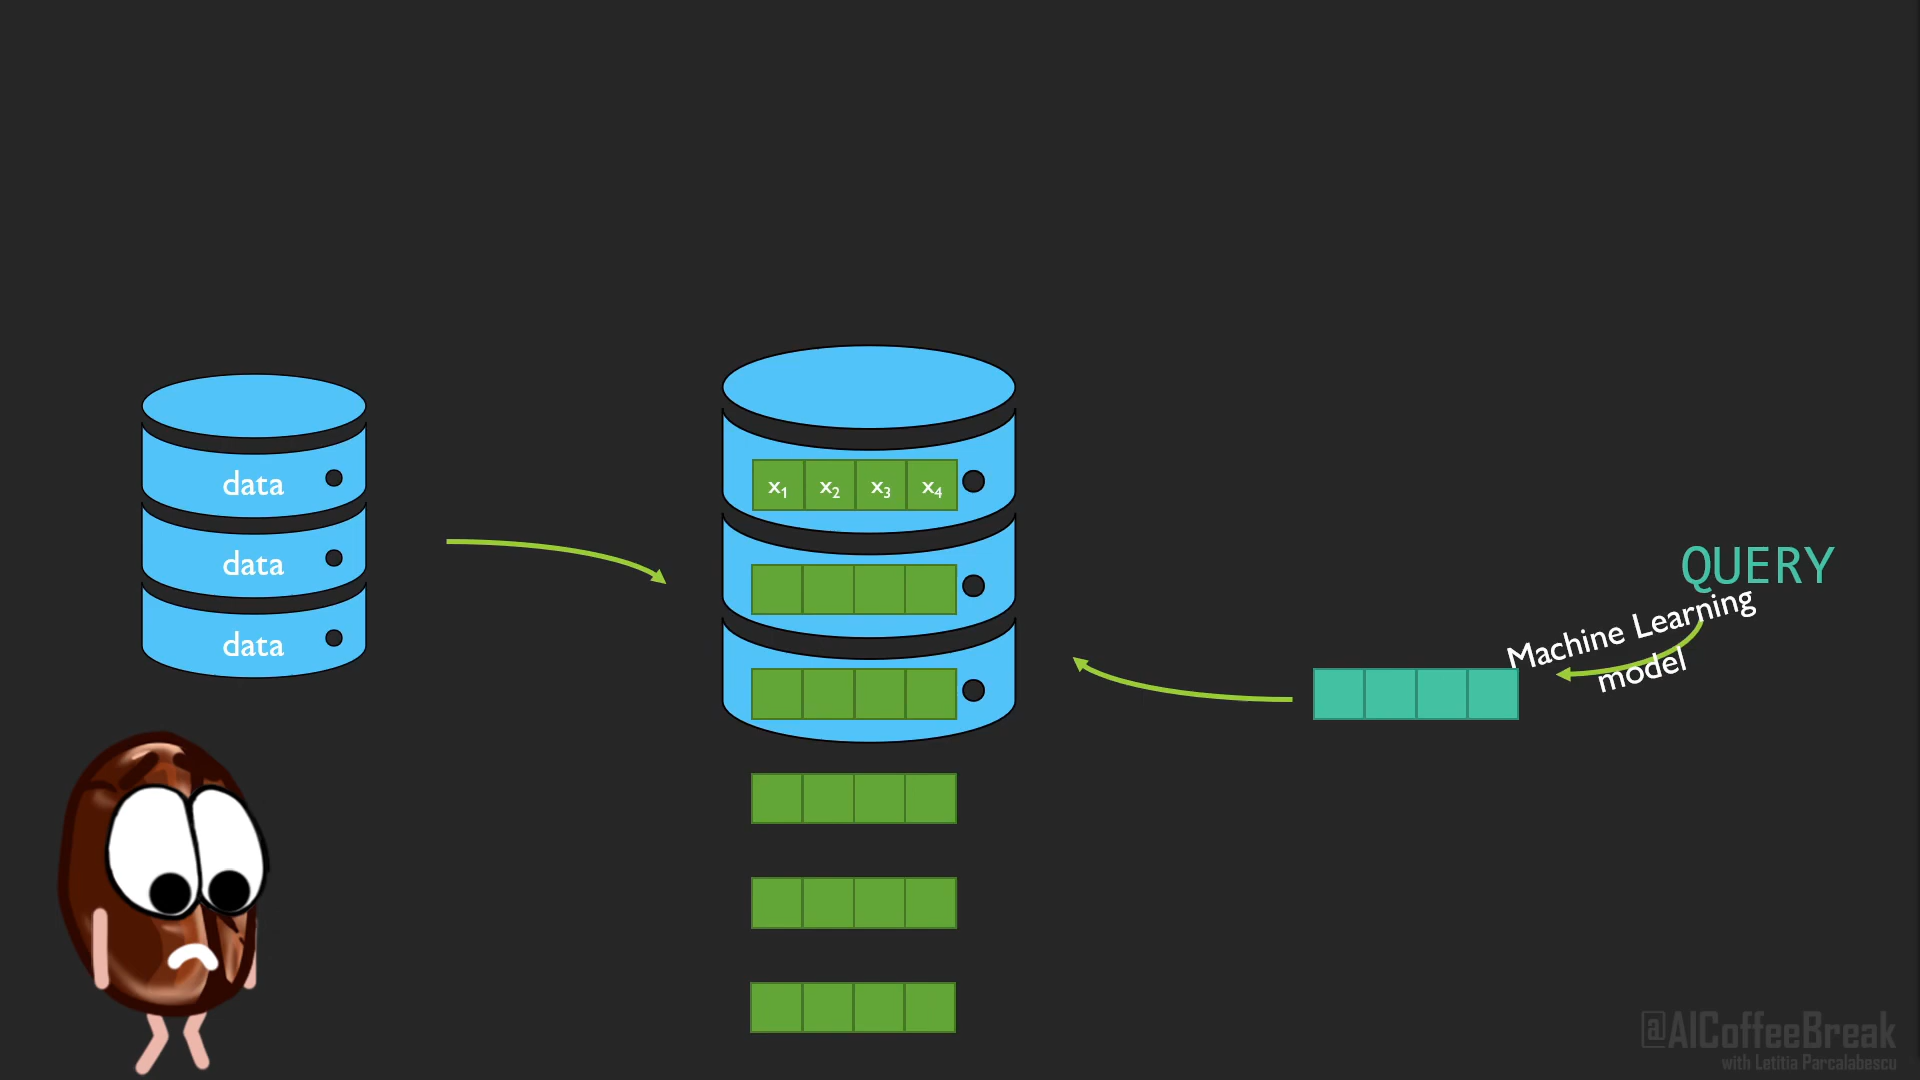 data
data
data
x₁ x₂ x₃ x₄
QUERY
Machine Learning
model
@AICoffeeBreak
with Letitia Parcalabescu